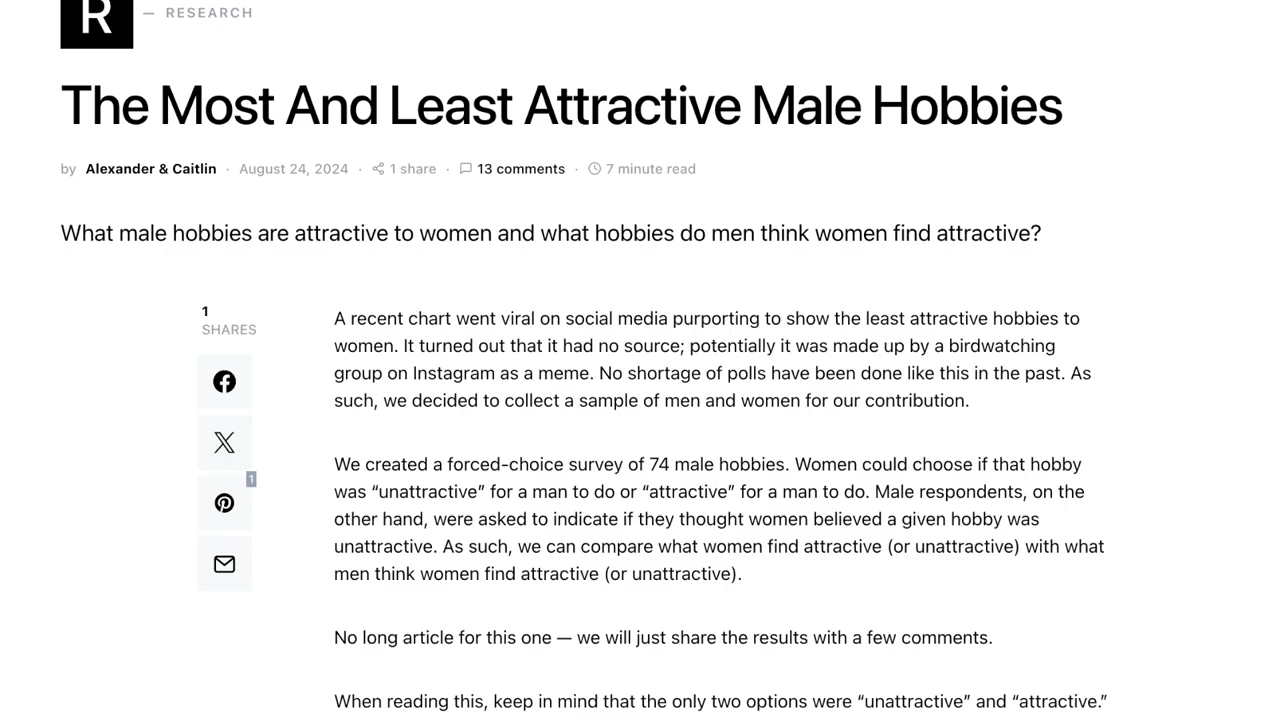 R — RESEARCH
The Most And Least Attractive Male Hobbies
by Alexander & Caitlin · August 24, 2024 · 1 share · 13 comments · 7 minute read
What male hobbies are attractive to women and what hobbies do men think women find attractive?
1
SHARES
1
A recent chart went viral on social media purporting to show the least attractive hobbies to
women. It turned out that it had no source; potentially it was made up by a birdwatching
group on Instagram as a meme. No shortage of polls have been done like this in the past. As
such, we decided to collect a sample of men and women for our contribution.
We created a forced-choice survey of 74 male hobbies. Women could choose if that hobby
was “unattractive” for a man to do or “attractive” for a man to do. Male respondents, on the
other hand, were asked to indicate if they thought women believed a given hobby was
unattractive. As such, we can compare what women find attractive (or unattractive) with what
men think women find attractive (or unattractive).
No long article for this one — we will just share the results with a few comments.
When reading this, keep in mind that the only two options were “unattractive” and “attractive.”